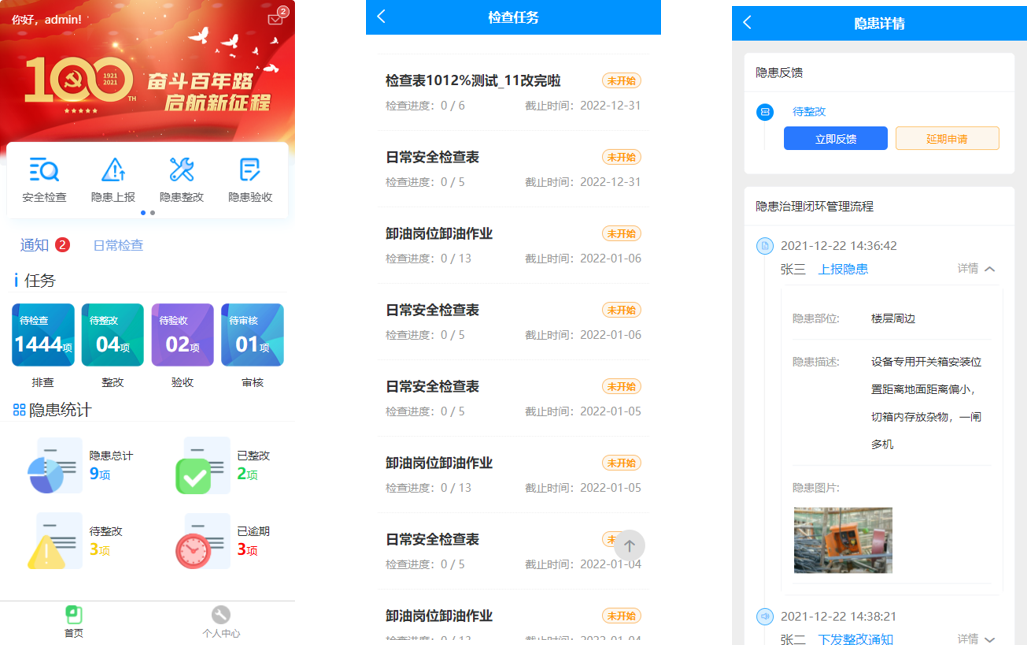 你好，admin!
2
100
TH
1921
2021
奋斗百年路
启航新征程
安全检查
隐患上报
隐患整改
隐患验收
通知 2 日常检查
任务
待检查
1444项
待整改
04项
待验收
02项
待审核
01项
排查
整改
验收
审核
隐患统计
隐患总计
9项
已整改
2项
待整改
3项
已逾期
3项
首页
个人中心
检查任务
检查表1012%测试_11改完啦 未开始
检查进度：0 / 6 截止时间：2022-12-31
日常安全检查表 未开始
检查进度：0 / 5 截止时间：2022-12-31
卸油岗位卸油作业 未开始
检查进度：0 / 13 截止时间：2022-01-06
日常安全检查表 未开始
检查进度：0 / 5 截止时间：2022-01-06
日常安全检查表 未开始
检查进度：0 / 5 截止时间：2022-01-05
卸油岗位卸油作业 未开始
检查进度：0 / 13 截止时间：2022-01-05
日常安全检查表
检查进度：0 / 5 截止时间：2022-01-04
卸油岗位卸油作业 未开始
检查进度：0 / 13 截止时间：2022-01-04
隐患详情
隐患反馈
待整改
立即反馈 延期申请
隐患治理闭环管理流程
2021-12-22 14:36:42
张三 上报隐患 详情
隐患部位: 楼层周边
隐患描述: 设备专用开关箱安装位
置距离地面距离偏小，
切箱内存放杂物，一闸
多机
隐患图片:
2021-12-22 14:38:21
张二 下发整改通知 详情